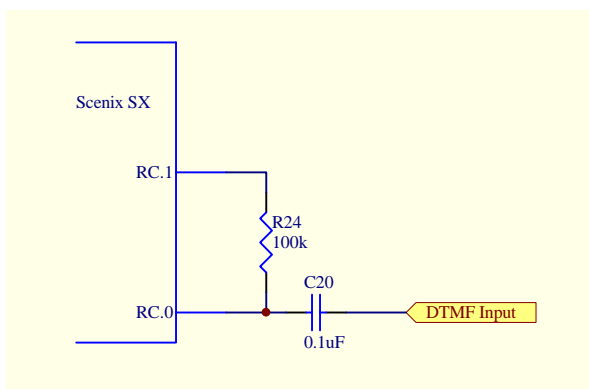 Scenix SX
RC.1
R24
100k
C20
RC.0
DTMF Input
0.1uF